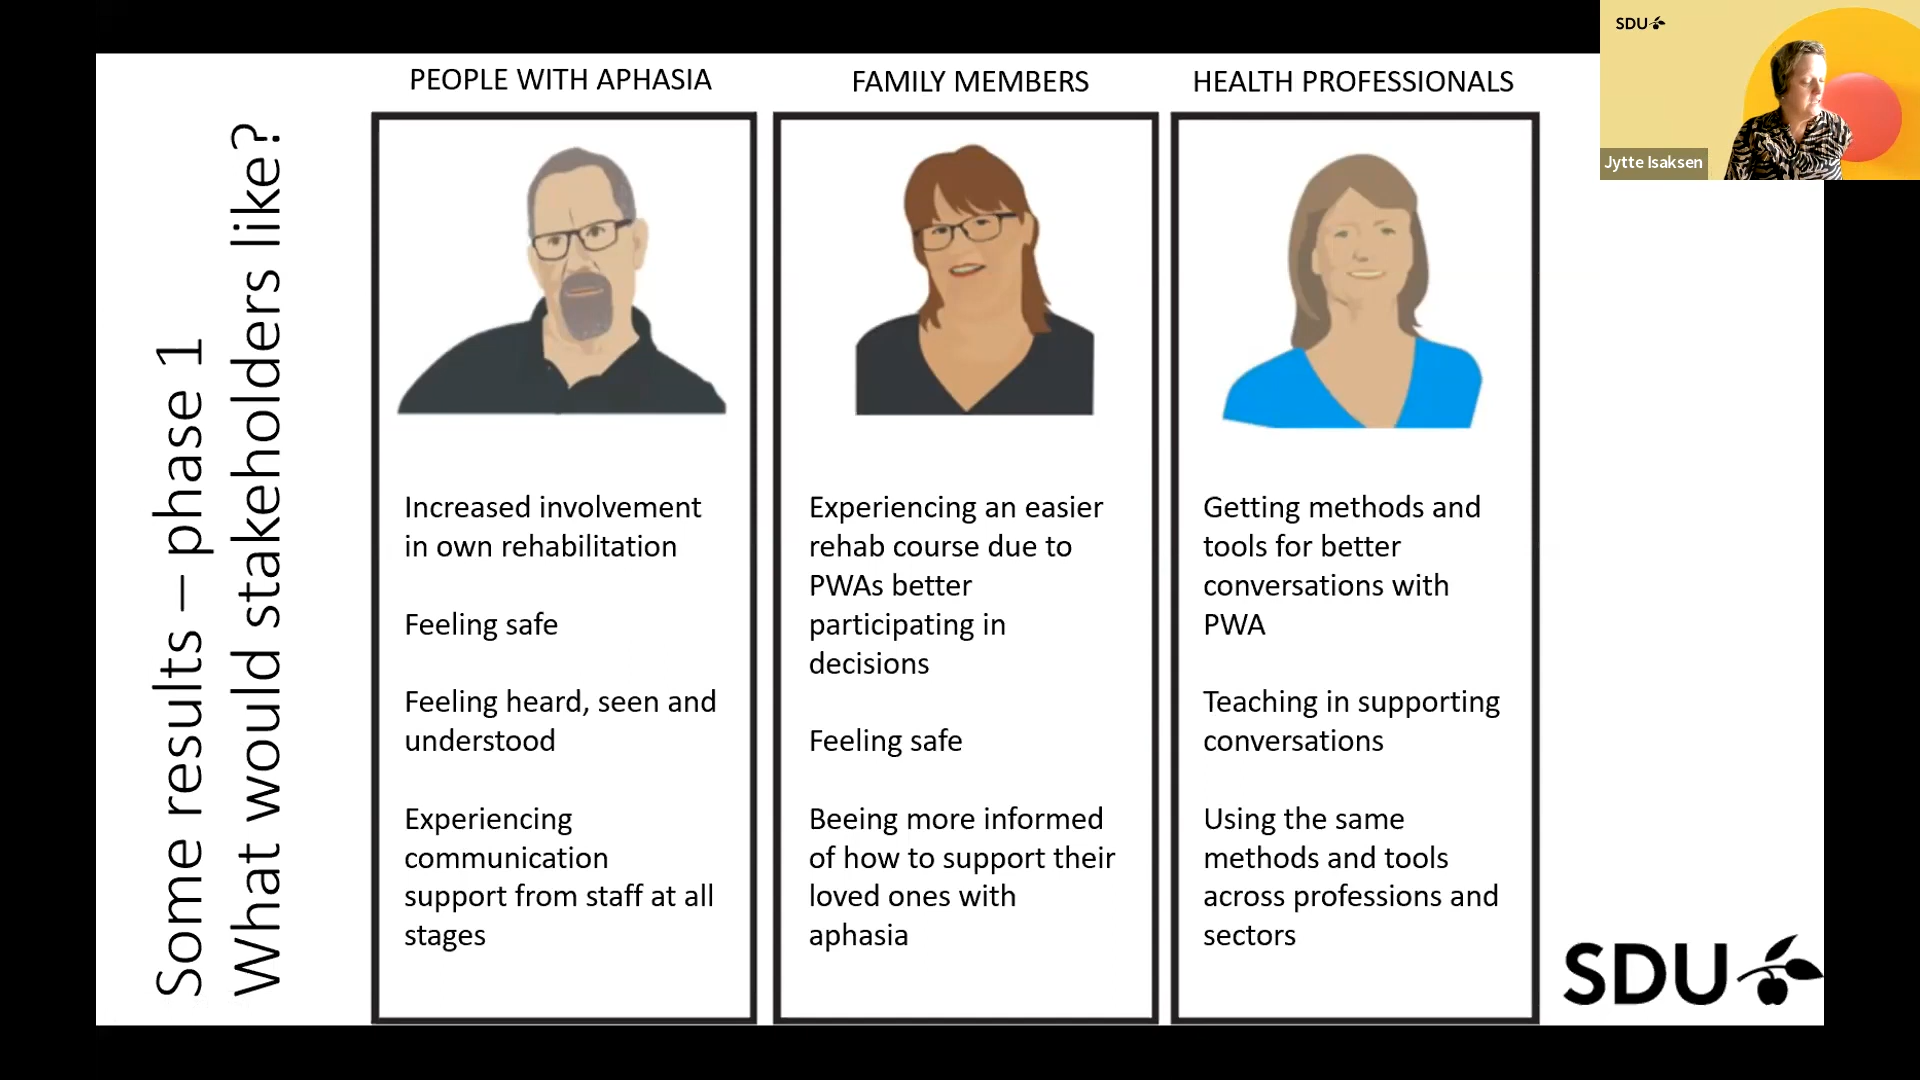 Some results – phase 1
What would stakeholders like?
PEOPLE WITH APHASIA
Increased involvement
in own rehabilitation
Feeling safe
Feeling heard, seen and
understood
Experiencing
communication
support from staff at all
stages
FAMILY MEMBERS
Experiencing an easier
rehab course due to
PWAs better
participating in
decisions
Feeling safe
Beeing more informed
of how to support their
loved ones with
aphasia
HEALTH PROFESSIONALS
Getting methods and
tools for better
conversations with
PWA
Teaching in supporting
conversations
Using the same
methods and tools
across professions and
sectors
SDU
Jytte Isaksen
SDU